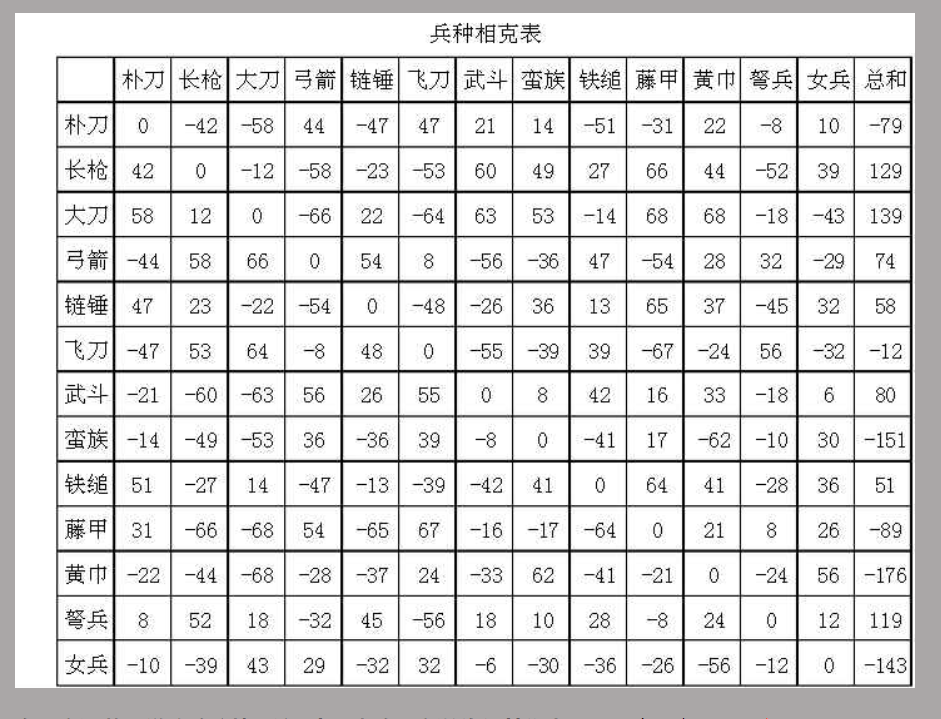 兵种相克表
朴刀 长枪 大刀 弓箭 链锤 飞刀 武斗 蛮族 铁缒 藤甲 黄巾 弩兵 女兵 总和
朴刀 0 -42 -58 44 -47 47 21 14 -51 -31 22 -8 10 -79
长枪 42 0 -12 -58 -23 -53 60 49 27 66 44 -52 39 129
大刀 58 12 0 -66 22 -64 63 53 -14 68 68 -18 -43 139
弓箭 -44 58 66 0 54 8 -56 -36 47 -54 28 32 -29 74
链锤 47 23 -22 -54 0 -48 -26 36 13 65 37 -45 32 58
飞刀 -47 53 64 -8 48 0 -55 -39 39 -67 -24 56 -32 -12
武斗 -21 -60 -63 56 26 55 0 8 42 16 33 -18 6 80
蛮族 -14 -49 -53 36 -36 39 -8 0 -41 17 -62 -10 30 -151
铁缒 51 -27 14 -47 -13 -39 -42 41 0 64 41 -28 36 51
藤甲 31 -66 -68 54 -65 67 -16 -17 -64 0 21 8 26 -89
黄巾 -22 -44 -68 -28 -37 24 -33 62 -41 -21 0 -24 56 -176
弩兵 8 52 18 -32 45 -56 18 10 28 -8 24 0 12 119
女兵 -10 -39 43 29 -32 32 -6 -30 -36 -26 -56 -12 0 -143